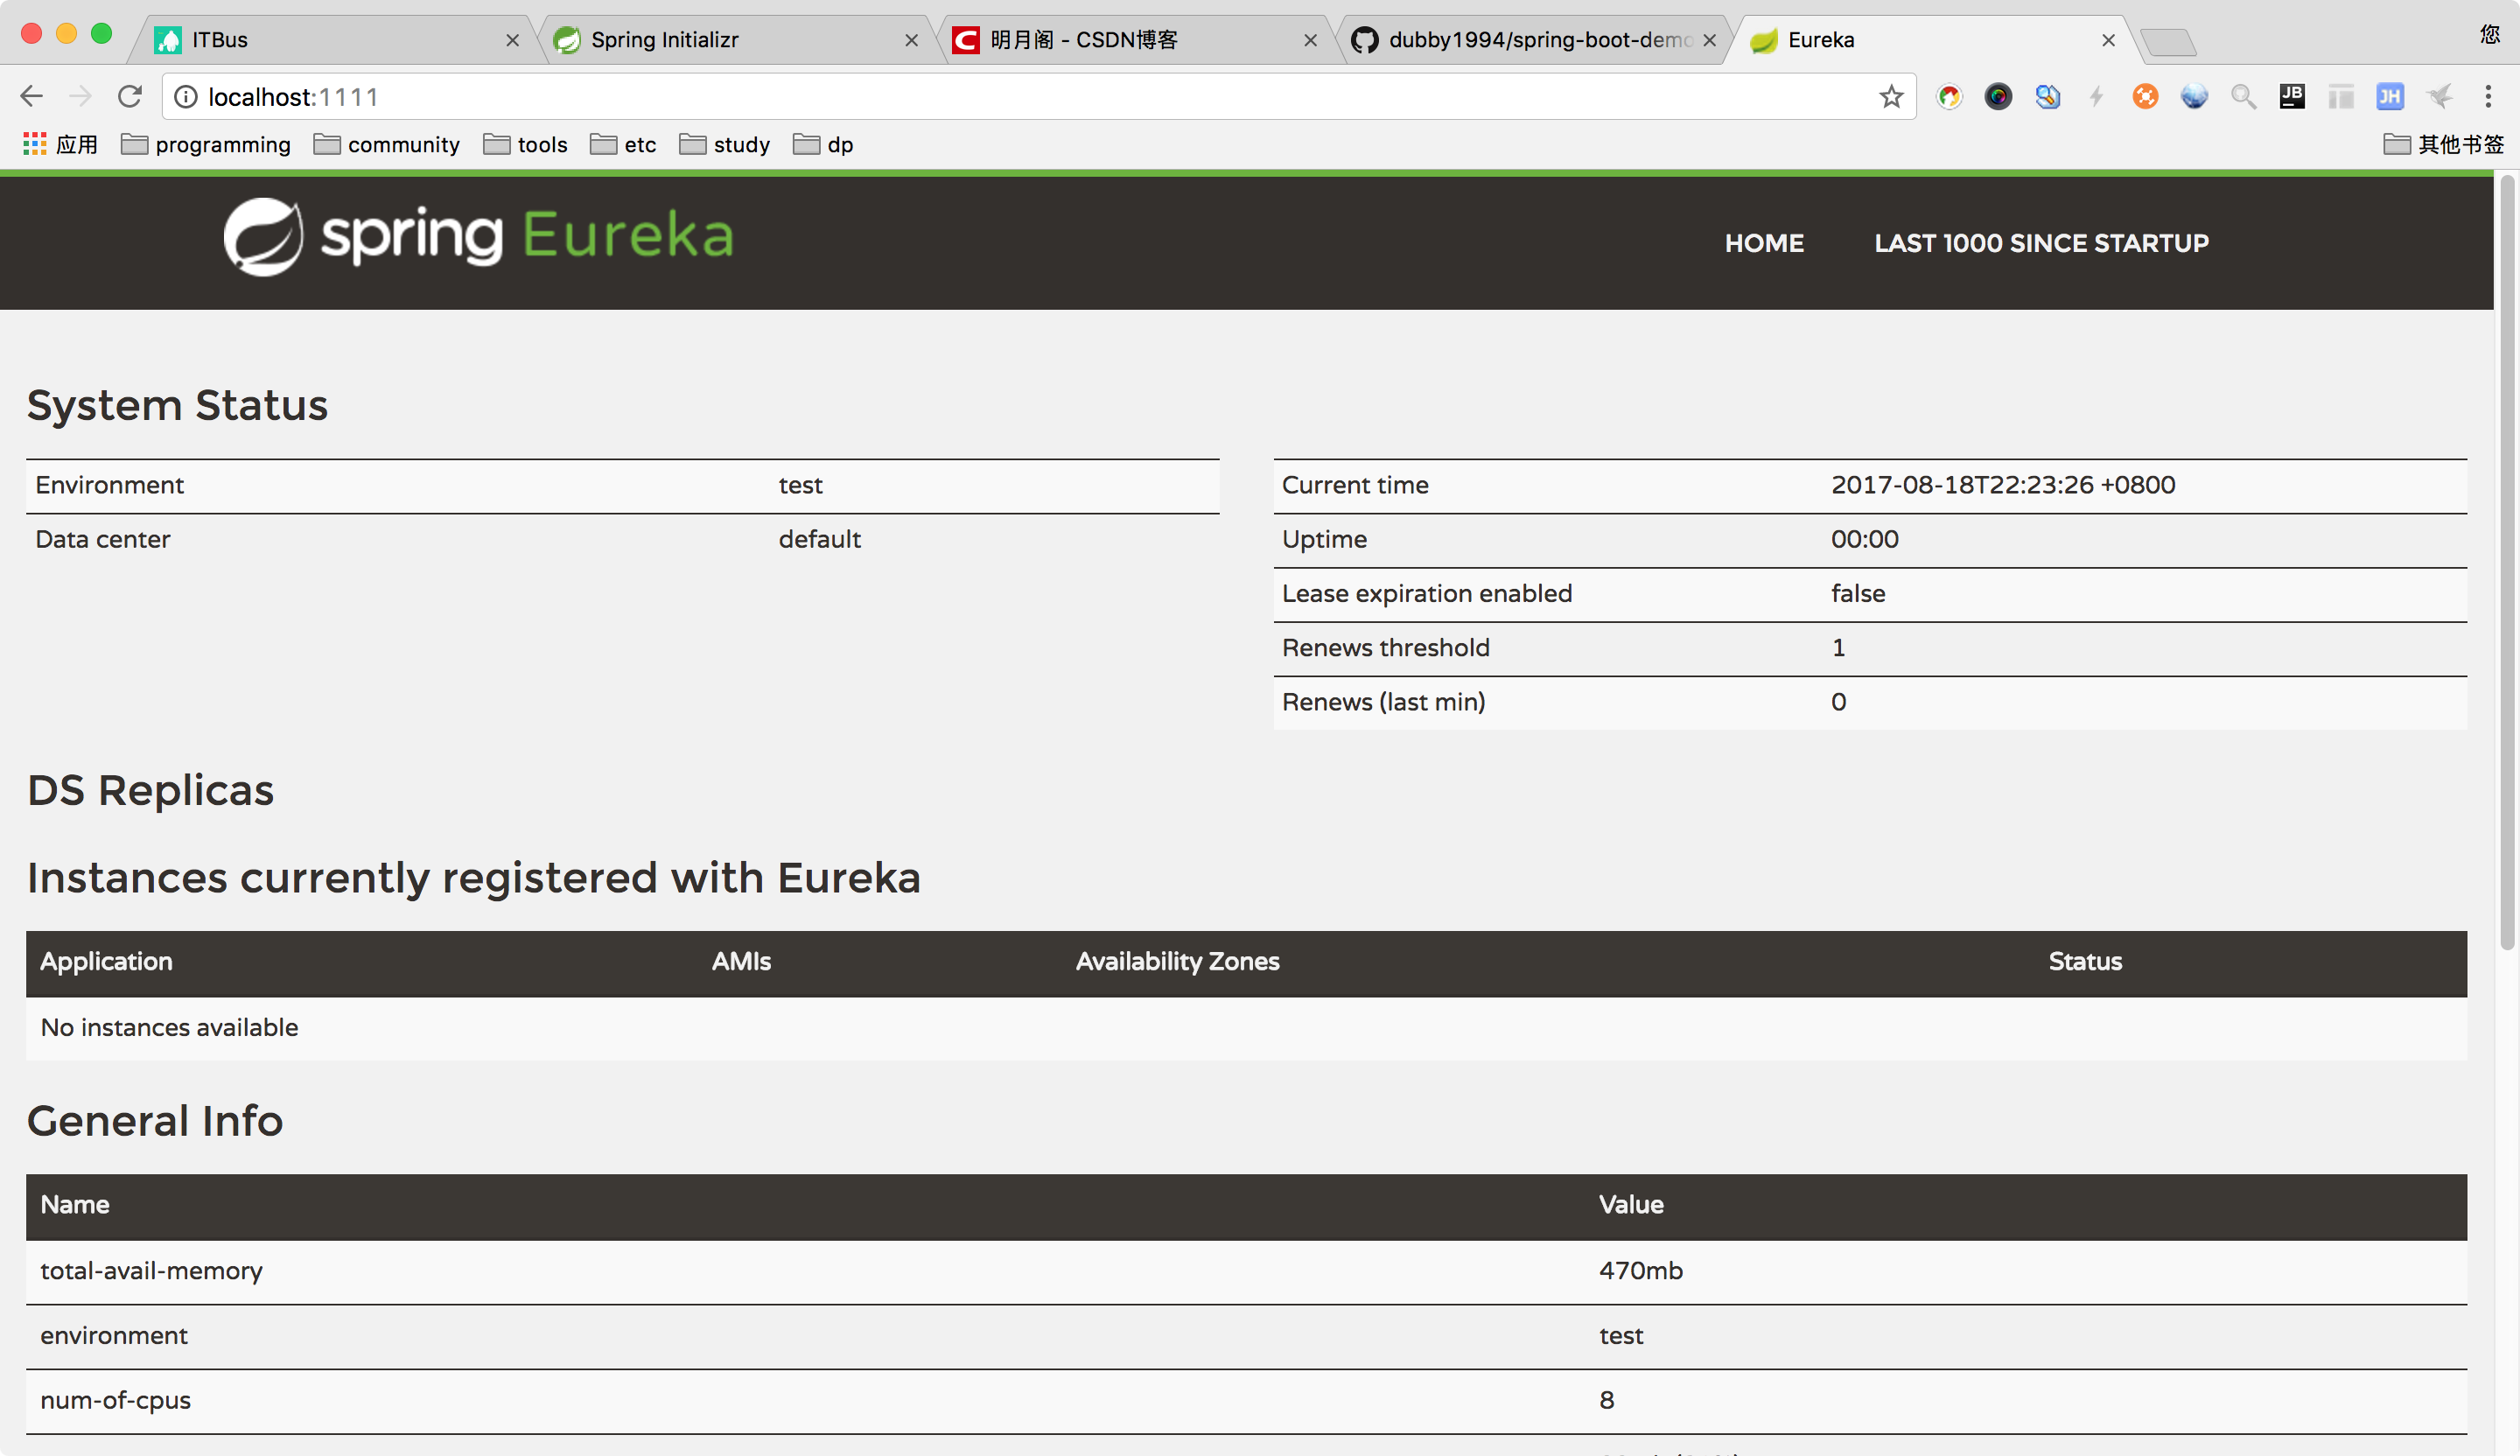 ITBus
Spring Initializr
明月阁 - CSDN博客
dubby1994/spring-boot-demo
Eureka
您
localhost:1111
JB
JH
应用
programming
community
tools
etc
study
dp
其他书签
spring Eureka
HOME
LAST 1000 SINCE STARTUP
System Status
Environment test
Data center default
Current time 2017-08-18T22:23:26 +0800
Uptime 00:00
Lease expiration enabled false
Renews threshold 1
Renews (last min) 0
DS Replicas
Instances currently registered with Eureka
Application AMIs Availability Zones Status
No instances available
General Info
Name Value
total-avail-memory 470mb
environment test
num-of-cpus 8